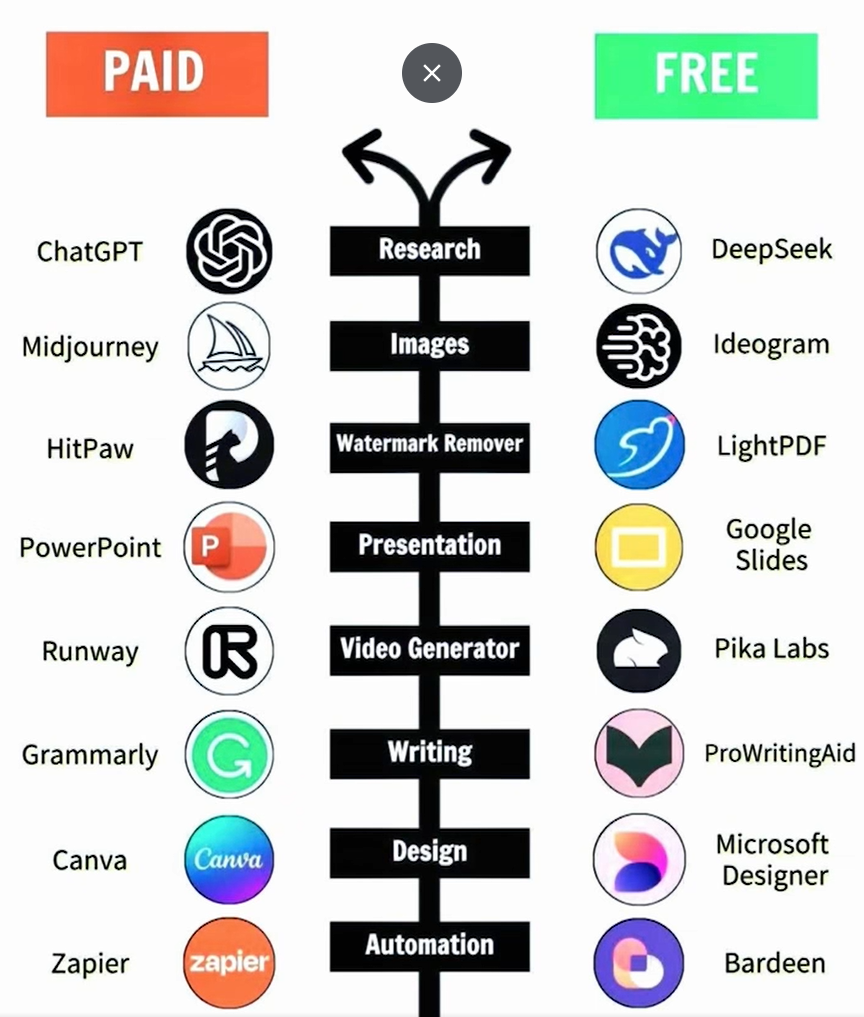 PAID
FREE
ChatGPT
Research
DeepSeek
Midjourney
Images
Ideogram
HitPaw
Watermark Remover
LightPDF
PowerPoint
P
Presentation
Google
Slides
Runway
Video Generator
Pika Labs
Grammarly
Writing
ProWritingAid
Canva
Canva
Design
Microsoft
Designer
Zapier
zapier
Automation
Bardeen